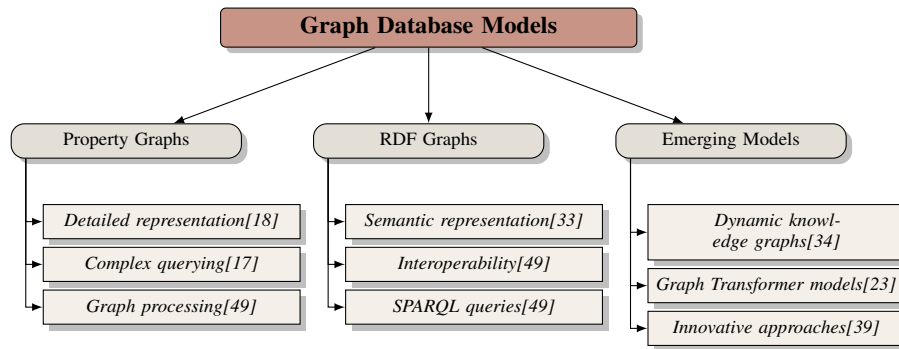 Graph Database Models
Property Graphs
Detailed representation[18]
Complex querying[17]
Graph processing[49]
RDF Graphs
Semantic representation[33]
Interoperability[49]
SPARQL queries[49]
Emerging Models
Dynamic knowl-
edge graphs[34]
Graph Transformer models[23]
Innovative approaches[39]